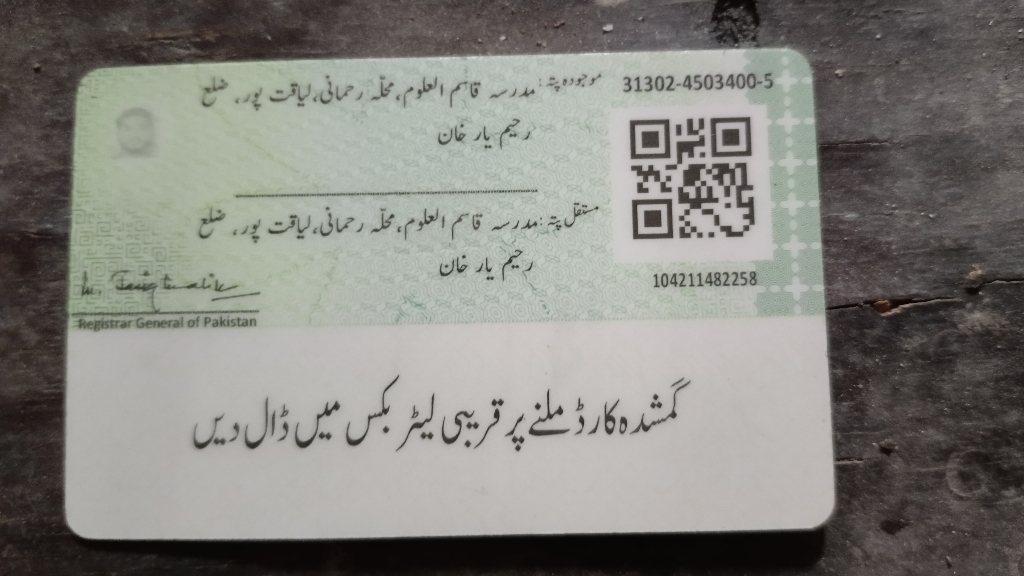 31302-4503400-5
موجودہ پتہ: مدرسہ قاسم العلوم، محلہ رحمانی، لیاقت پور، ضلع
رحیم یار خان
مستقل پتہ: مدرسہ قاسم العلوم، محلہ رحمانی، لیاقت پور، ضلع
رحیم یار خان
104211482258
Registrar General of Pakistan
گمشدہ کارڈ ملنے پر قریبی لیٹر بکس میں ڈال دیں